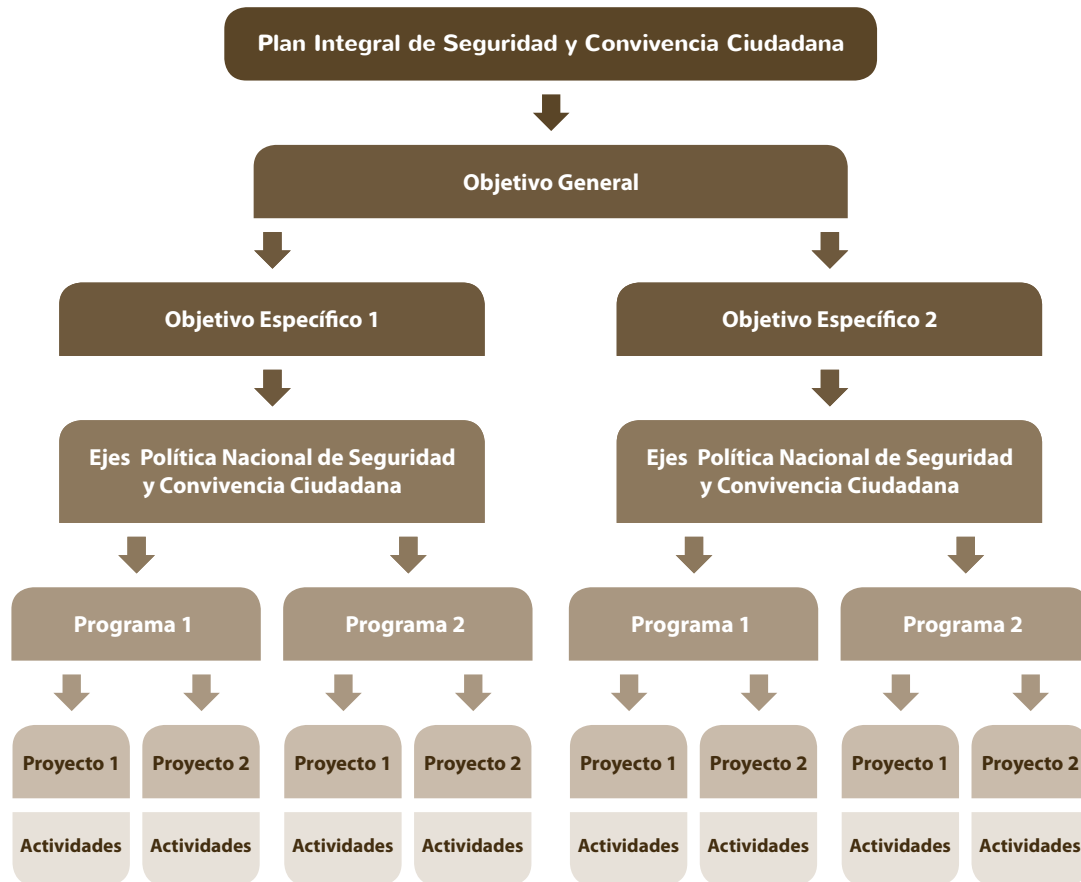 Plan Integral de Seguridad y Convivencia Ciudadana
Objetivo General
Objetivo Específico 1
Objetivo Específico 2
Ejes Política Nacional de Seguridad
y Convivencia Ciudadana
Ejes Política Nacional de Seguridad
y Convivencia Ciudadana
Programa 1
Programa 2
Programa 1
Programa 2
Proyecto 1
Proyecto 2
Proyecto 1
Proyecto 2
Proyecto 1
Proyecto 2
Proyecto 1
Proyecto 2
Actividades
Actividades
Actividades
Actividades
Actividades
Actividades
Actividades
Actividades